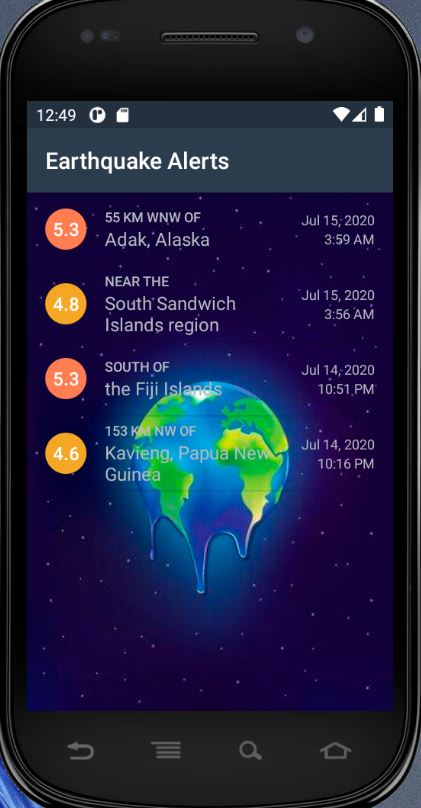 12:49
Earthquake Alerts
5.3
55 KM WNW OF
Adak, Alaska
Jul 15, 2020
3:59 AM
4.8
NEAR THE
South Sandwich
Islands region
Jul 15, 2020
3:56 AM
5.3
SOUTH OF
the Fiji Islands
Jul 14, 2020
10:51 PM
4.6
153 KM NW OF
Kavieng, Papua New
Guinea
Jul 14, 2020
10:16 PM